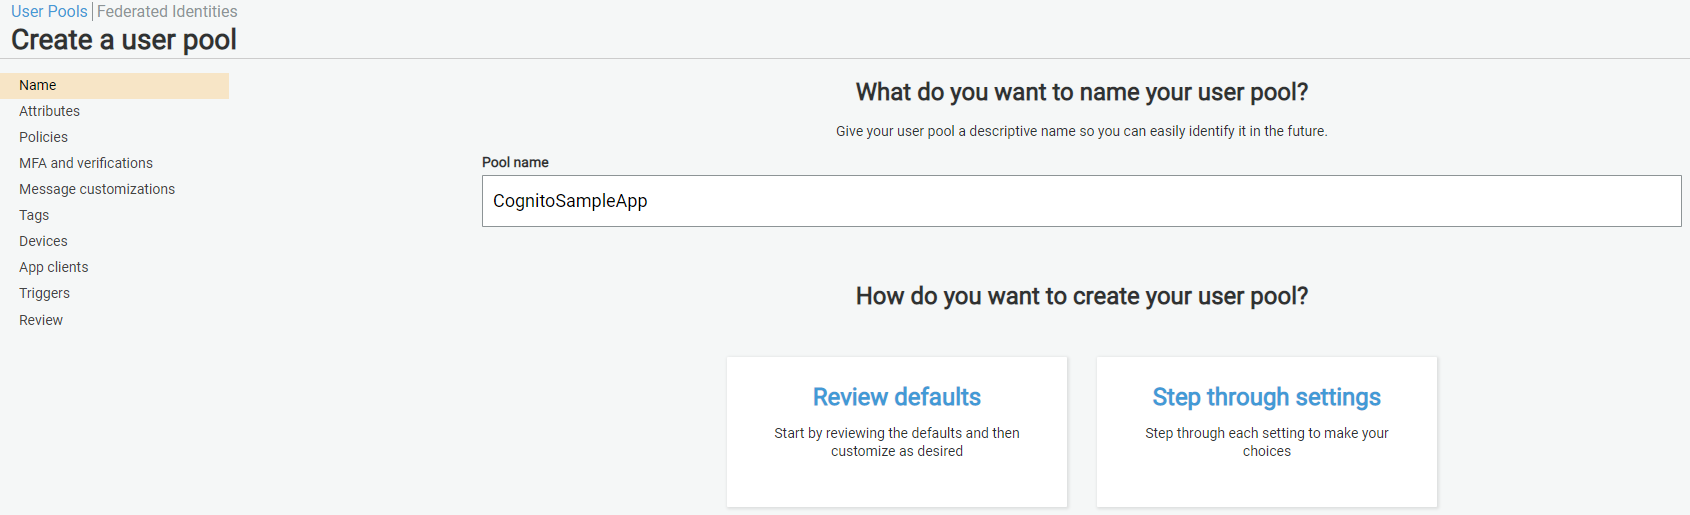 User Pools | Federated Identities
Create a user pool
Name
Attributes
Policies
MFA and verifications
Message customizations
Tags
Devices
App clients
Triggers
Review
What do you want to name your user pool?
Give your user pool a descriptive name so you can easily identify it in the future.
Pool name
CognitoSampleApp
How do you want to create your user pool?
Review defaults
Start by reviewing the defaults and then
customize as desired
Step through settings
Step through each setting to make your
choices